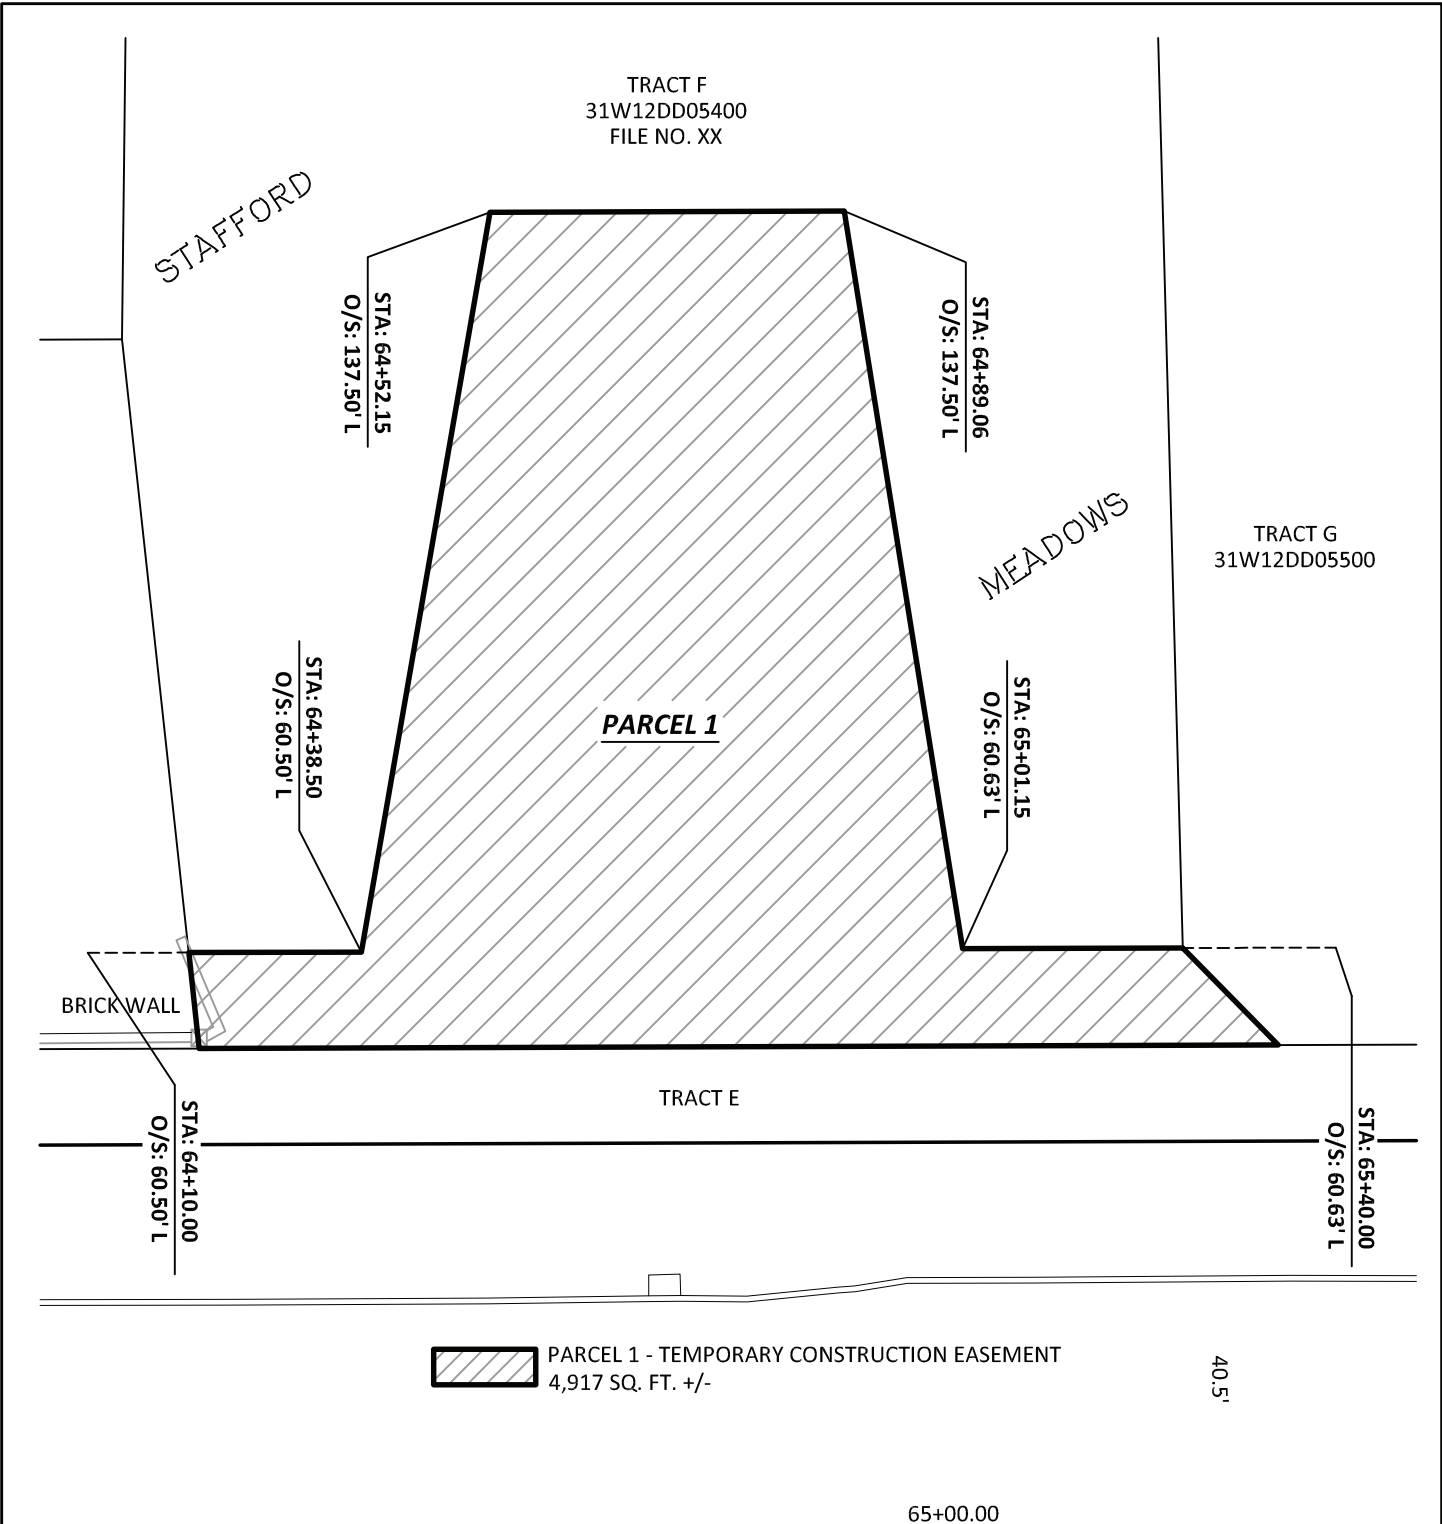 TRACT F
31W12DD05400
FILE NO. XX
STAFFORD
STA: 64+52.15
O/S: 137.50' L
STA: 64+89.06
O/S: 137.50' L
MEADOWS
TRACT G
31W12DD05500
STA: 64+38.50
O/S: 60.50' L
PARCEL 1
STA: 65+01.15
O/S: 60.63' L
BRICK WALL
TRACT E
STA: 64+10.00
O/S: 60.50' L
STA: 65+40.00
O/S: 60.63' L
PARCEL 1 - TEMPORARY CONSTRUCTION EASEMENT
4,917 SQ. FT. +/-
40.5'
65+00.00